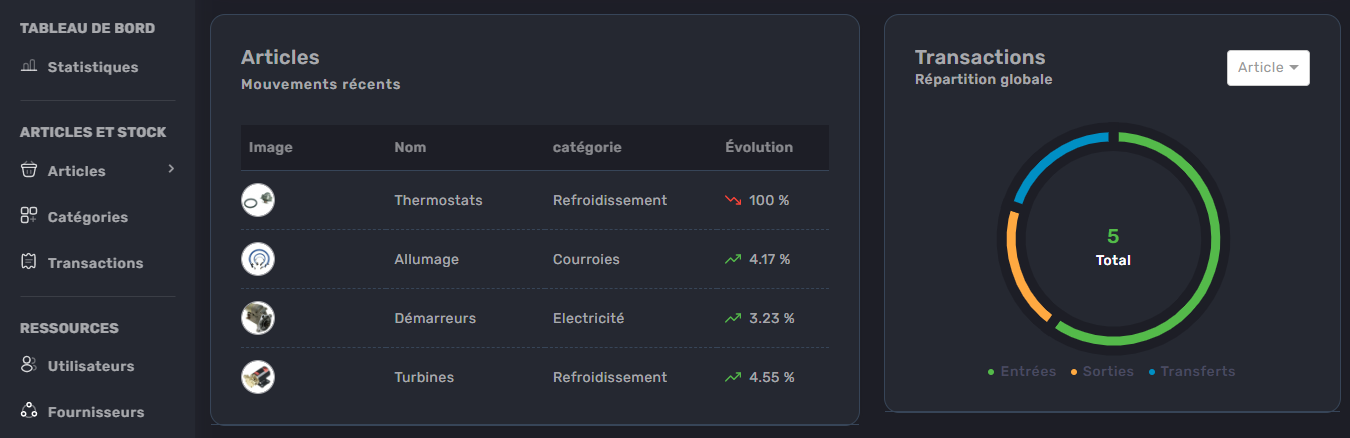 TABLEAU DE BORD
Statistiques
ARTICLES ET STOCK
Articles
Catégories
Transactions
RESSOURCES
Utilisateurs
Fournisseurs
Articles
Mouvements récents
Image Nom catégorie Évolution
Thermostats Refroidissement 100 %
Allumage Courroies 4.17 %
Démarreurs Electricité 3.23 %
Turbines Refroidissement 4.55 %
Transactions
Répartition globale
Article
5
Total
Entrées Sorties Transferts